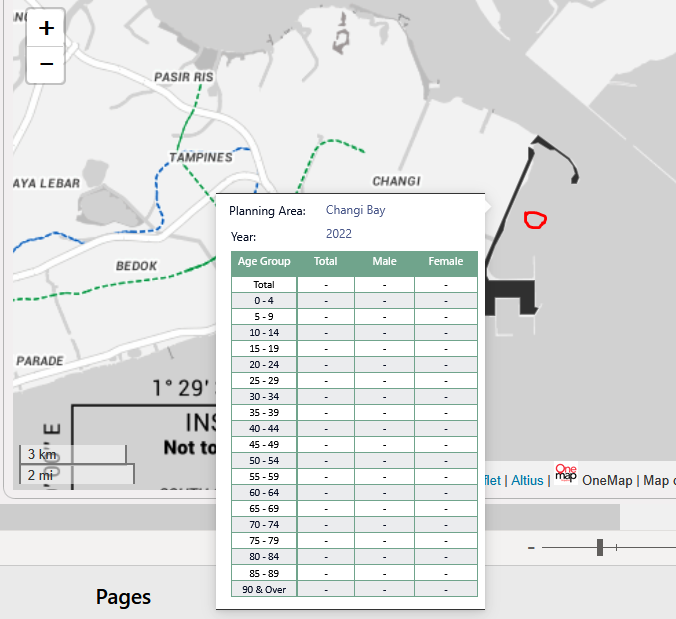 +
−
PASIR RIS
TAMPINES
AYA LEBAR
CHANGI
BEDOK
PARADE
1° 29'
INS
Not to
3 km
2 mi
Planning Area: Changi Bay
Year: 2022
Age Group Total Male Female
Total - - -
0 - 4 - - -
5 - 9 - - -
10 - 14 - - -
15 - 19 - - -
20 - 24 - - -
25 - 29 - - -
30 - 34 - - -
35 - 39 - - -
40 - 44 - - -
45 - 49 - - -
50 - 54 - - -
55 - 59 - - -
60 - 64 - - -
65 - 69 - - -
70 - 74 - - -
75 - 79 - - -
80 - 84 - - -
85 - 89 - - -
90 & Over - - -
flet | Altius | One map OneMap | Map
−
Pages